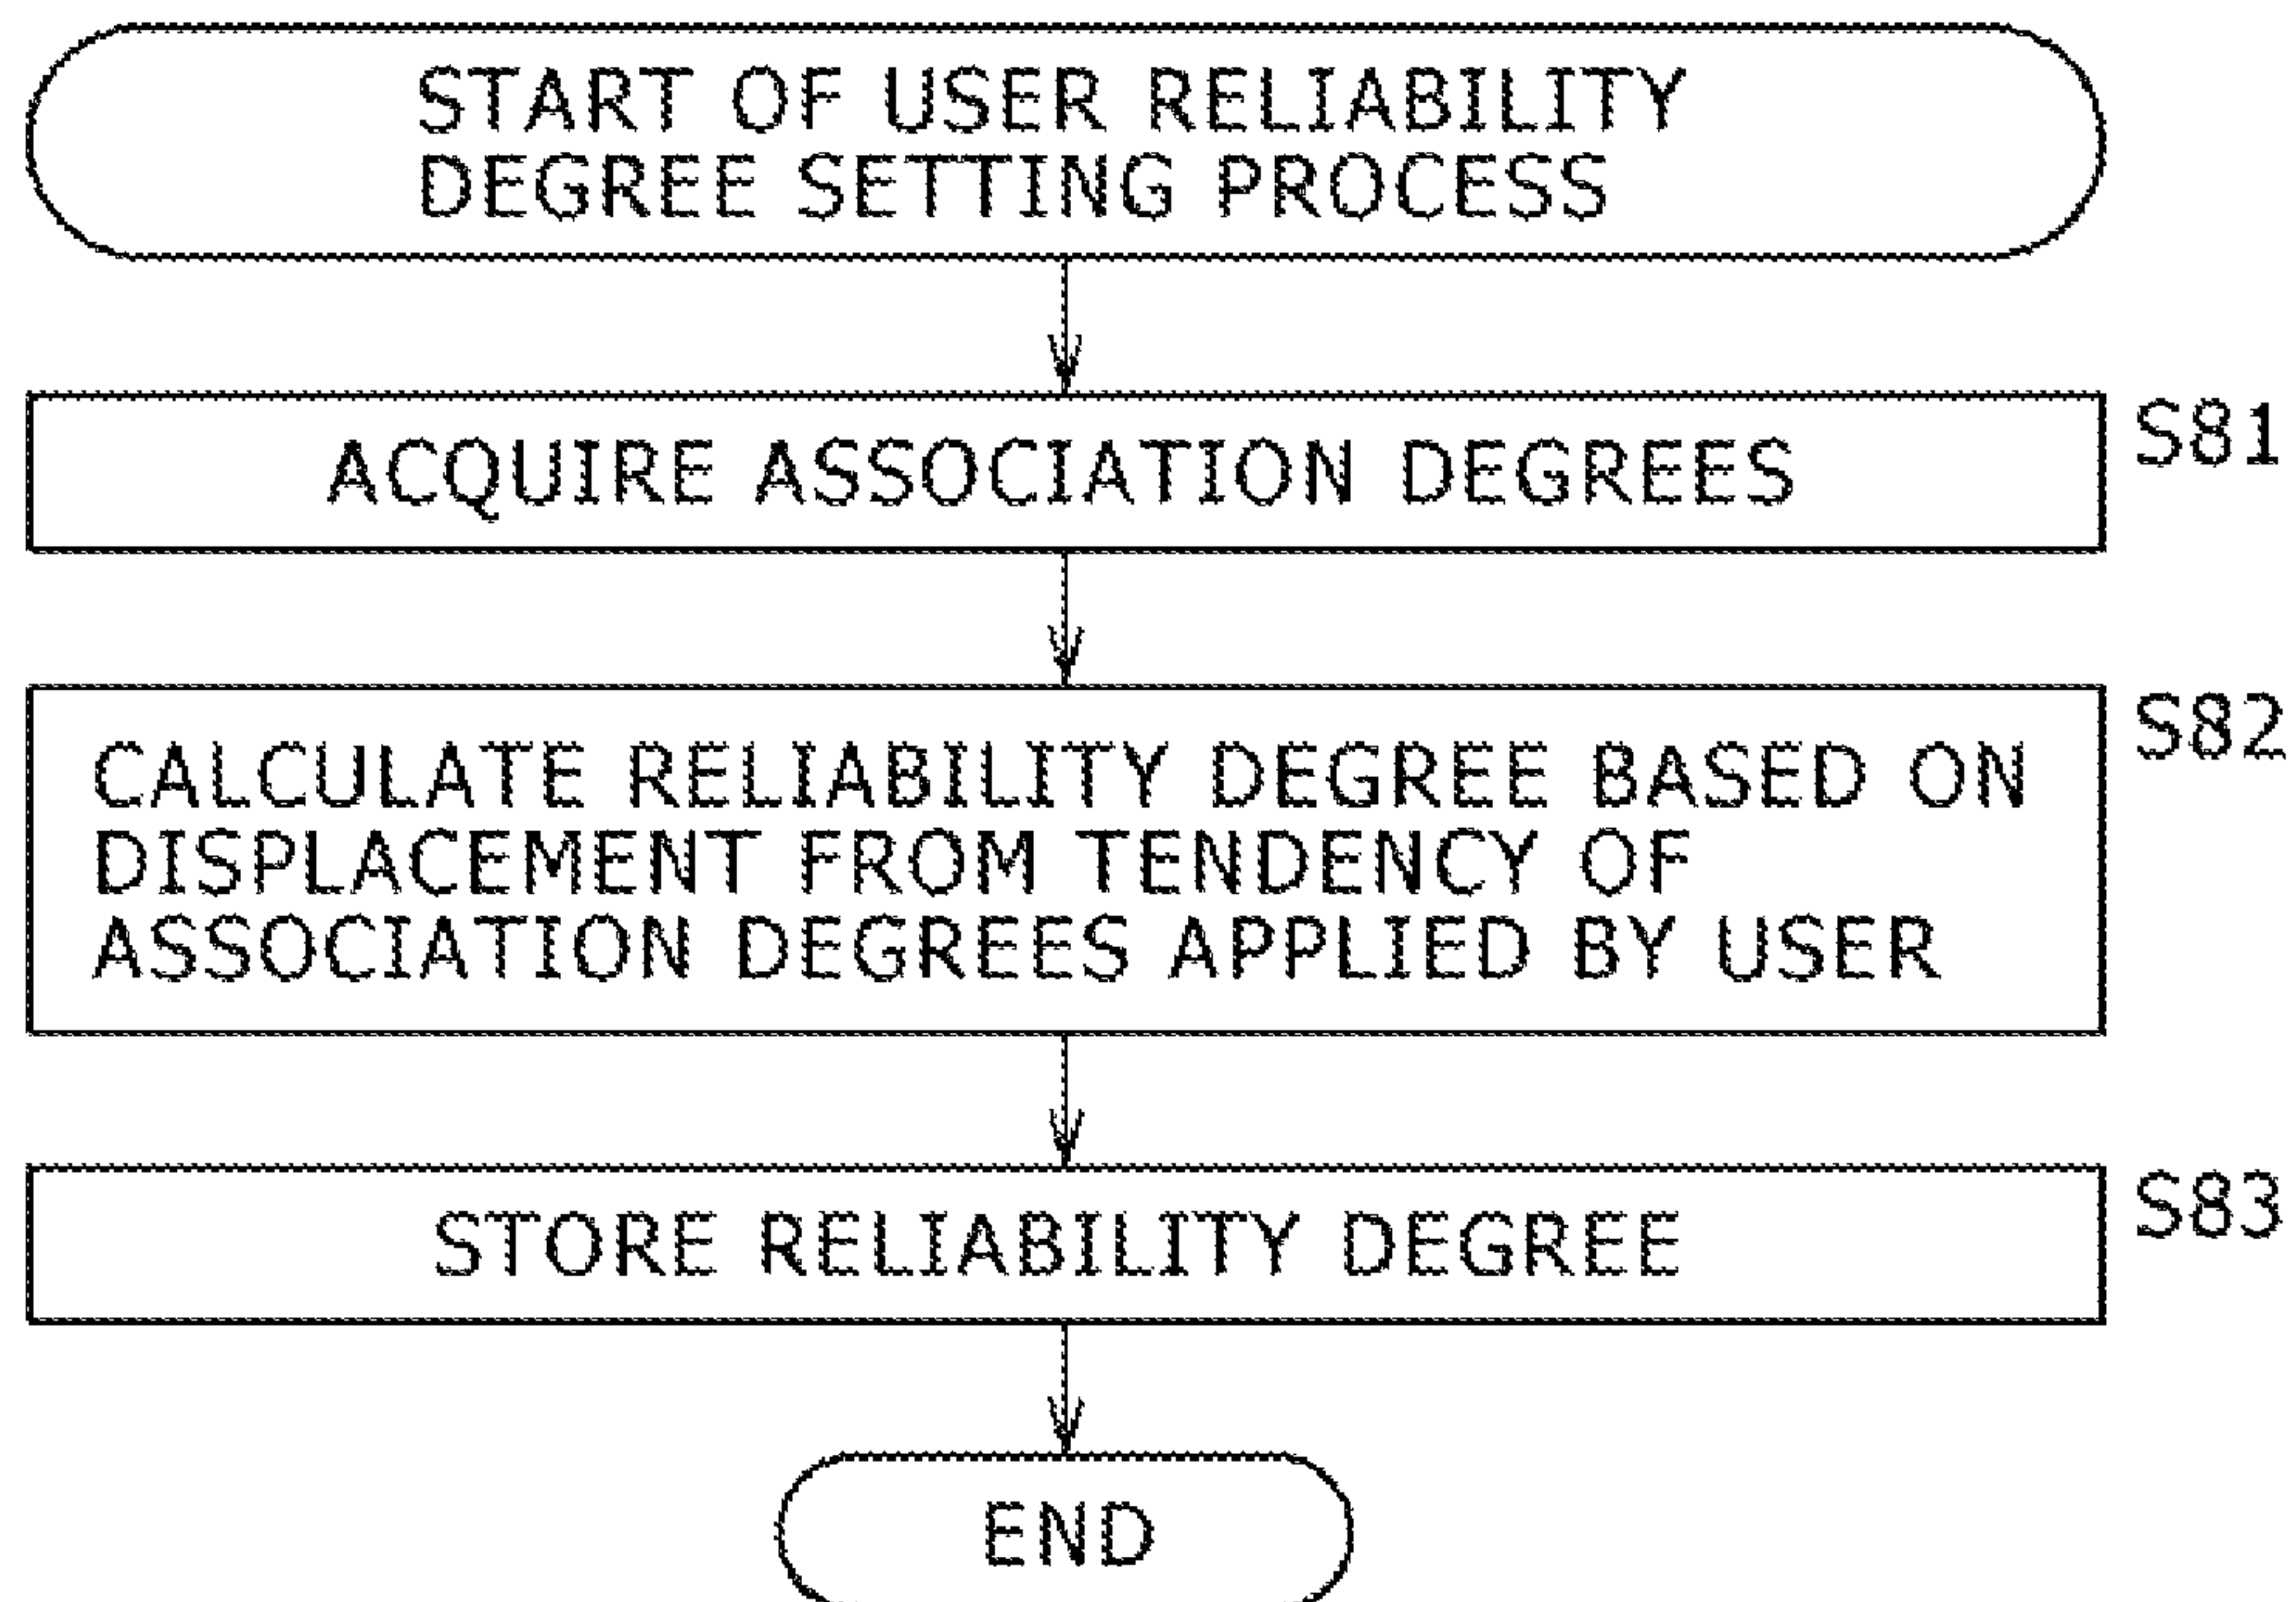 START OF USER RELIABILITY
DEGREE SETTING PROCESS
ACQUIRE ASSOCIATION DEGREES
S81
CALCULATE RELIABILITY DEGREE BASED ON
DISPLACEMENT FROM TENDENCY OF
ASSOCIATION DEGREES APPLIED BY USER
S82
STORE RELIABILITY DEGREE
S83
END